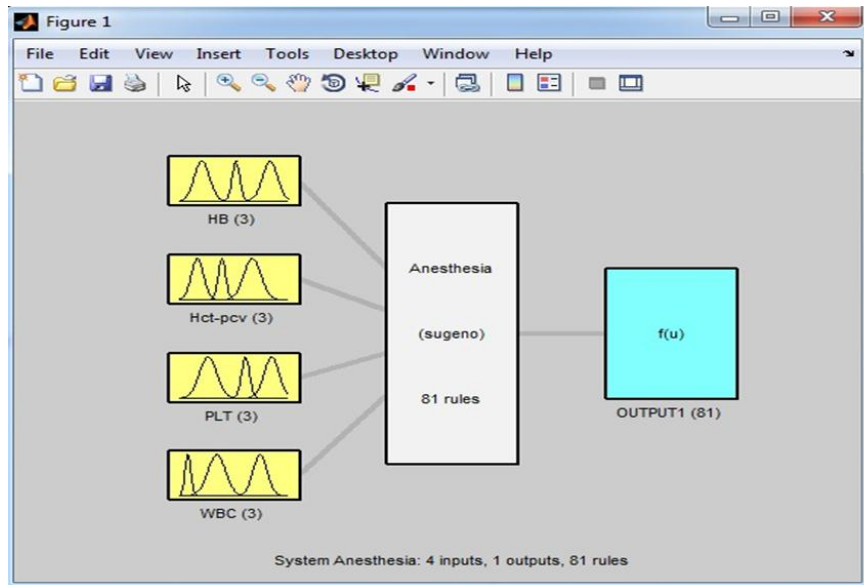 Figure 1
File Edit View Insert Tools Desktop Window Help
HB (3)
Hct-pcv (3)
PLT (3)
WBC (3)
Anesthesia
(sugeno)
81 rules
f(u)
OUTPUT1 (81)
System Anesthesia: 4 inputs, 1 outputs, 81 rules